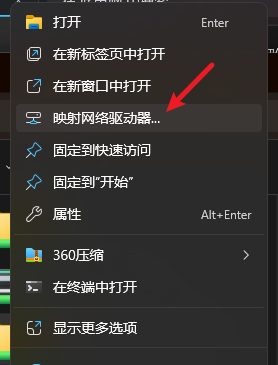 打开 Enter
在新标签页中打开
在新窗口中打开
映射网络驱动器...
固定到快速访问
固定到"开始"
属性 Alt+Enter
360压缩
在终端中打开
显示更多选项